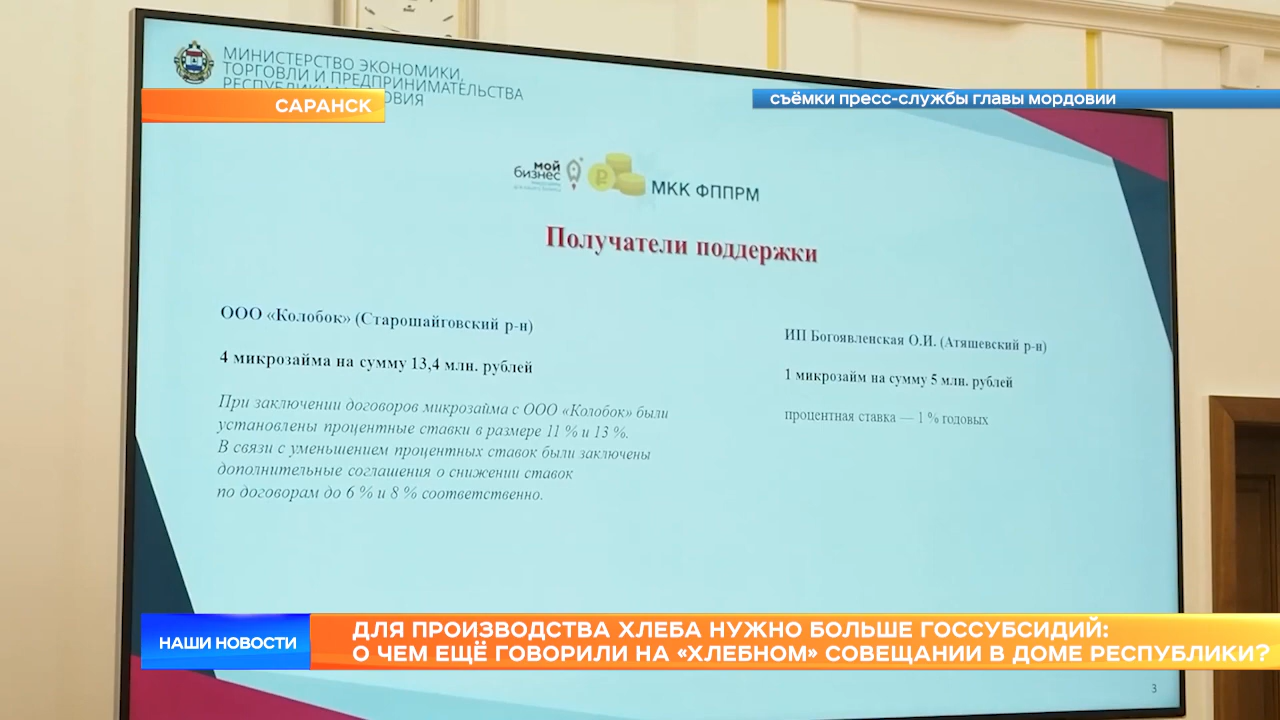 МИНИСТЕРСТВО ЭКОНОМИКИ,
ТОРГОВЛИ И ПРЕДПРИНИМАТЕЛЬСТВА
САРАНСК
СЪЁМКИ ПРЕСС-СЛУЖБЫ ГЛАВЫ МОРДОВИИ
мой
бизнес
МКК ФППРМ
Получатели поддержки
ООО «Колобок» (Старошайговский р-н)
4 микрозайма на сумму 13,4 млн. рублей
При заключении договоров микрозайма с ООО «Колобок» были
установлены процентные ставки в размере 11 % и 13 %.
В связи с уменьшением процентных ставок были заключены
дополнительные соглашения о снижении ставок
по договорам до 6 % и 8 % соответственно.
ИП Богоявленская О.И. (Атяшевский р-н)
1 микрозайм на сумму 5 млн. рублей
процентная ставка — 1 % годовых
3
НАШИ НОВОСТИ
ДЛЯ ПРОИЗВОДСТВА ХЛЕБА НУЖНО БОЛЬШЕ ГОССУБСИДИЙ:
О ЧЕМ ЕЩЁ ГОВОРИЛИ НА «ХЛЕБНОМ» СОВЕЩАНИИ В ДОМЕ РЕСПУБЛИКИ?